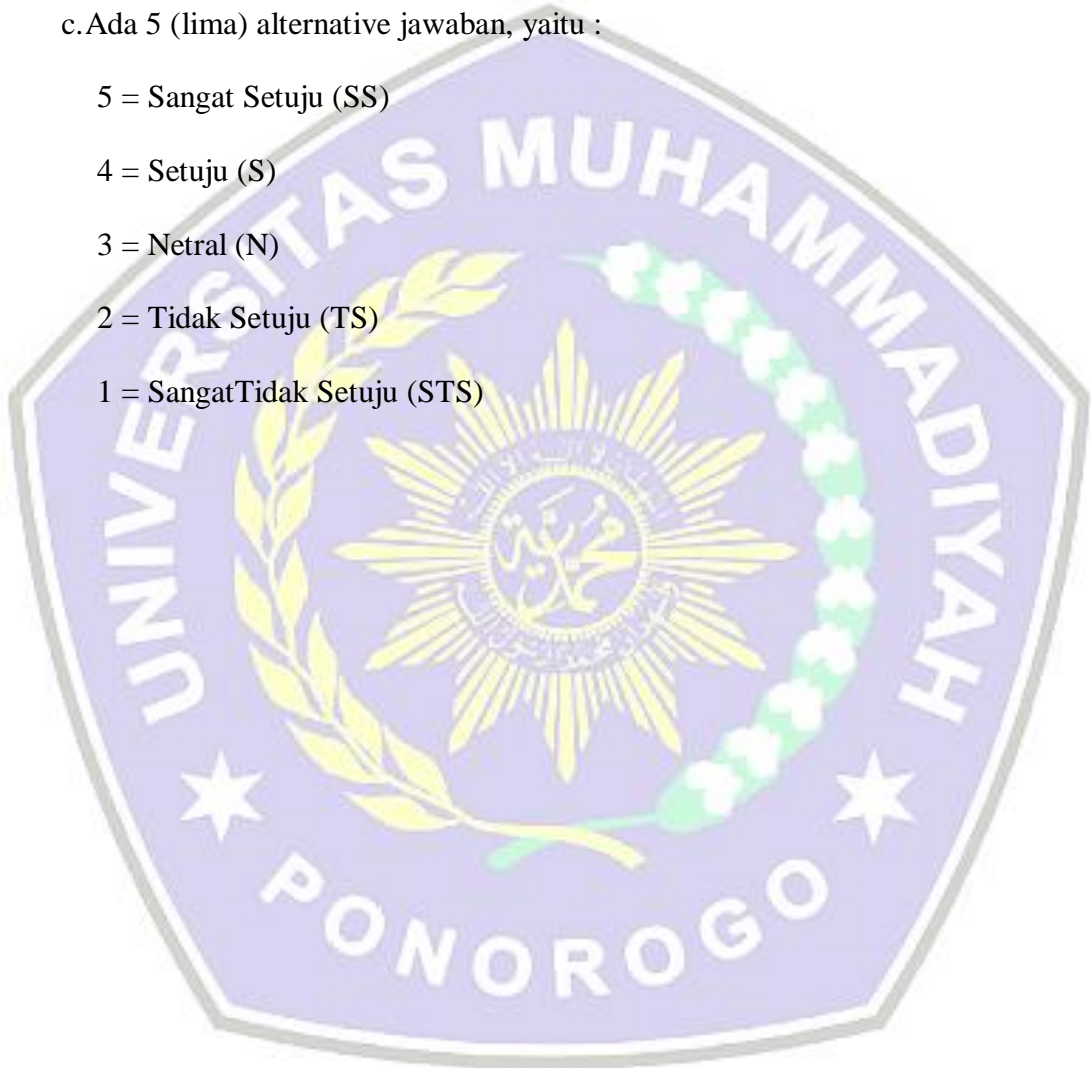 c.Ada 5 (lima) alternative jawaban, yaitu :
5 = Sangat Setuju (SS)
4 = Setuju (S)
3 = Netral (N)
2 = Tidak Setuju (TS)
1 = SangatTidak Setuju (STS)
UNIVERSITAS MUHAMMADIYAH
PONOROGO
محمدية